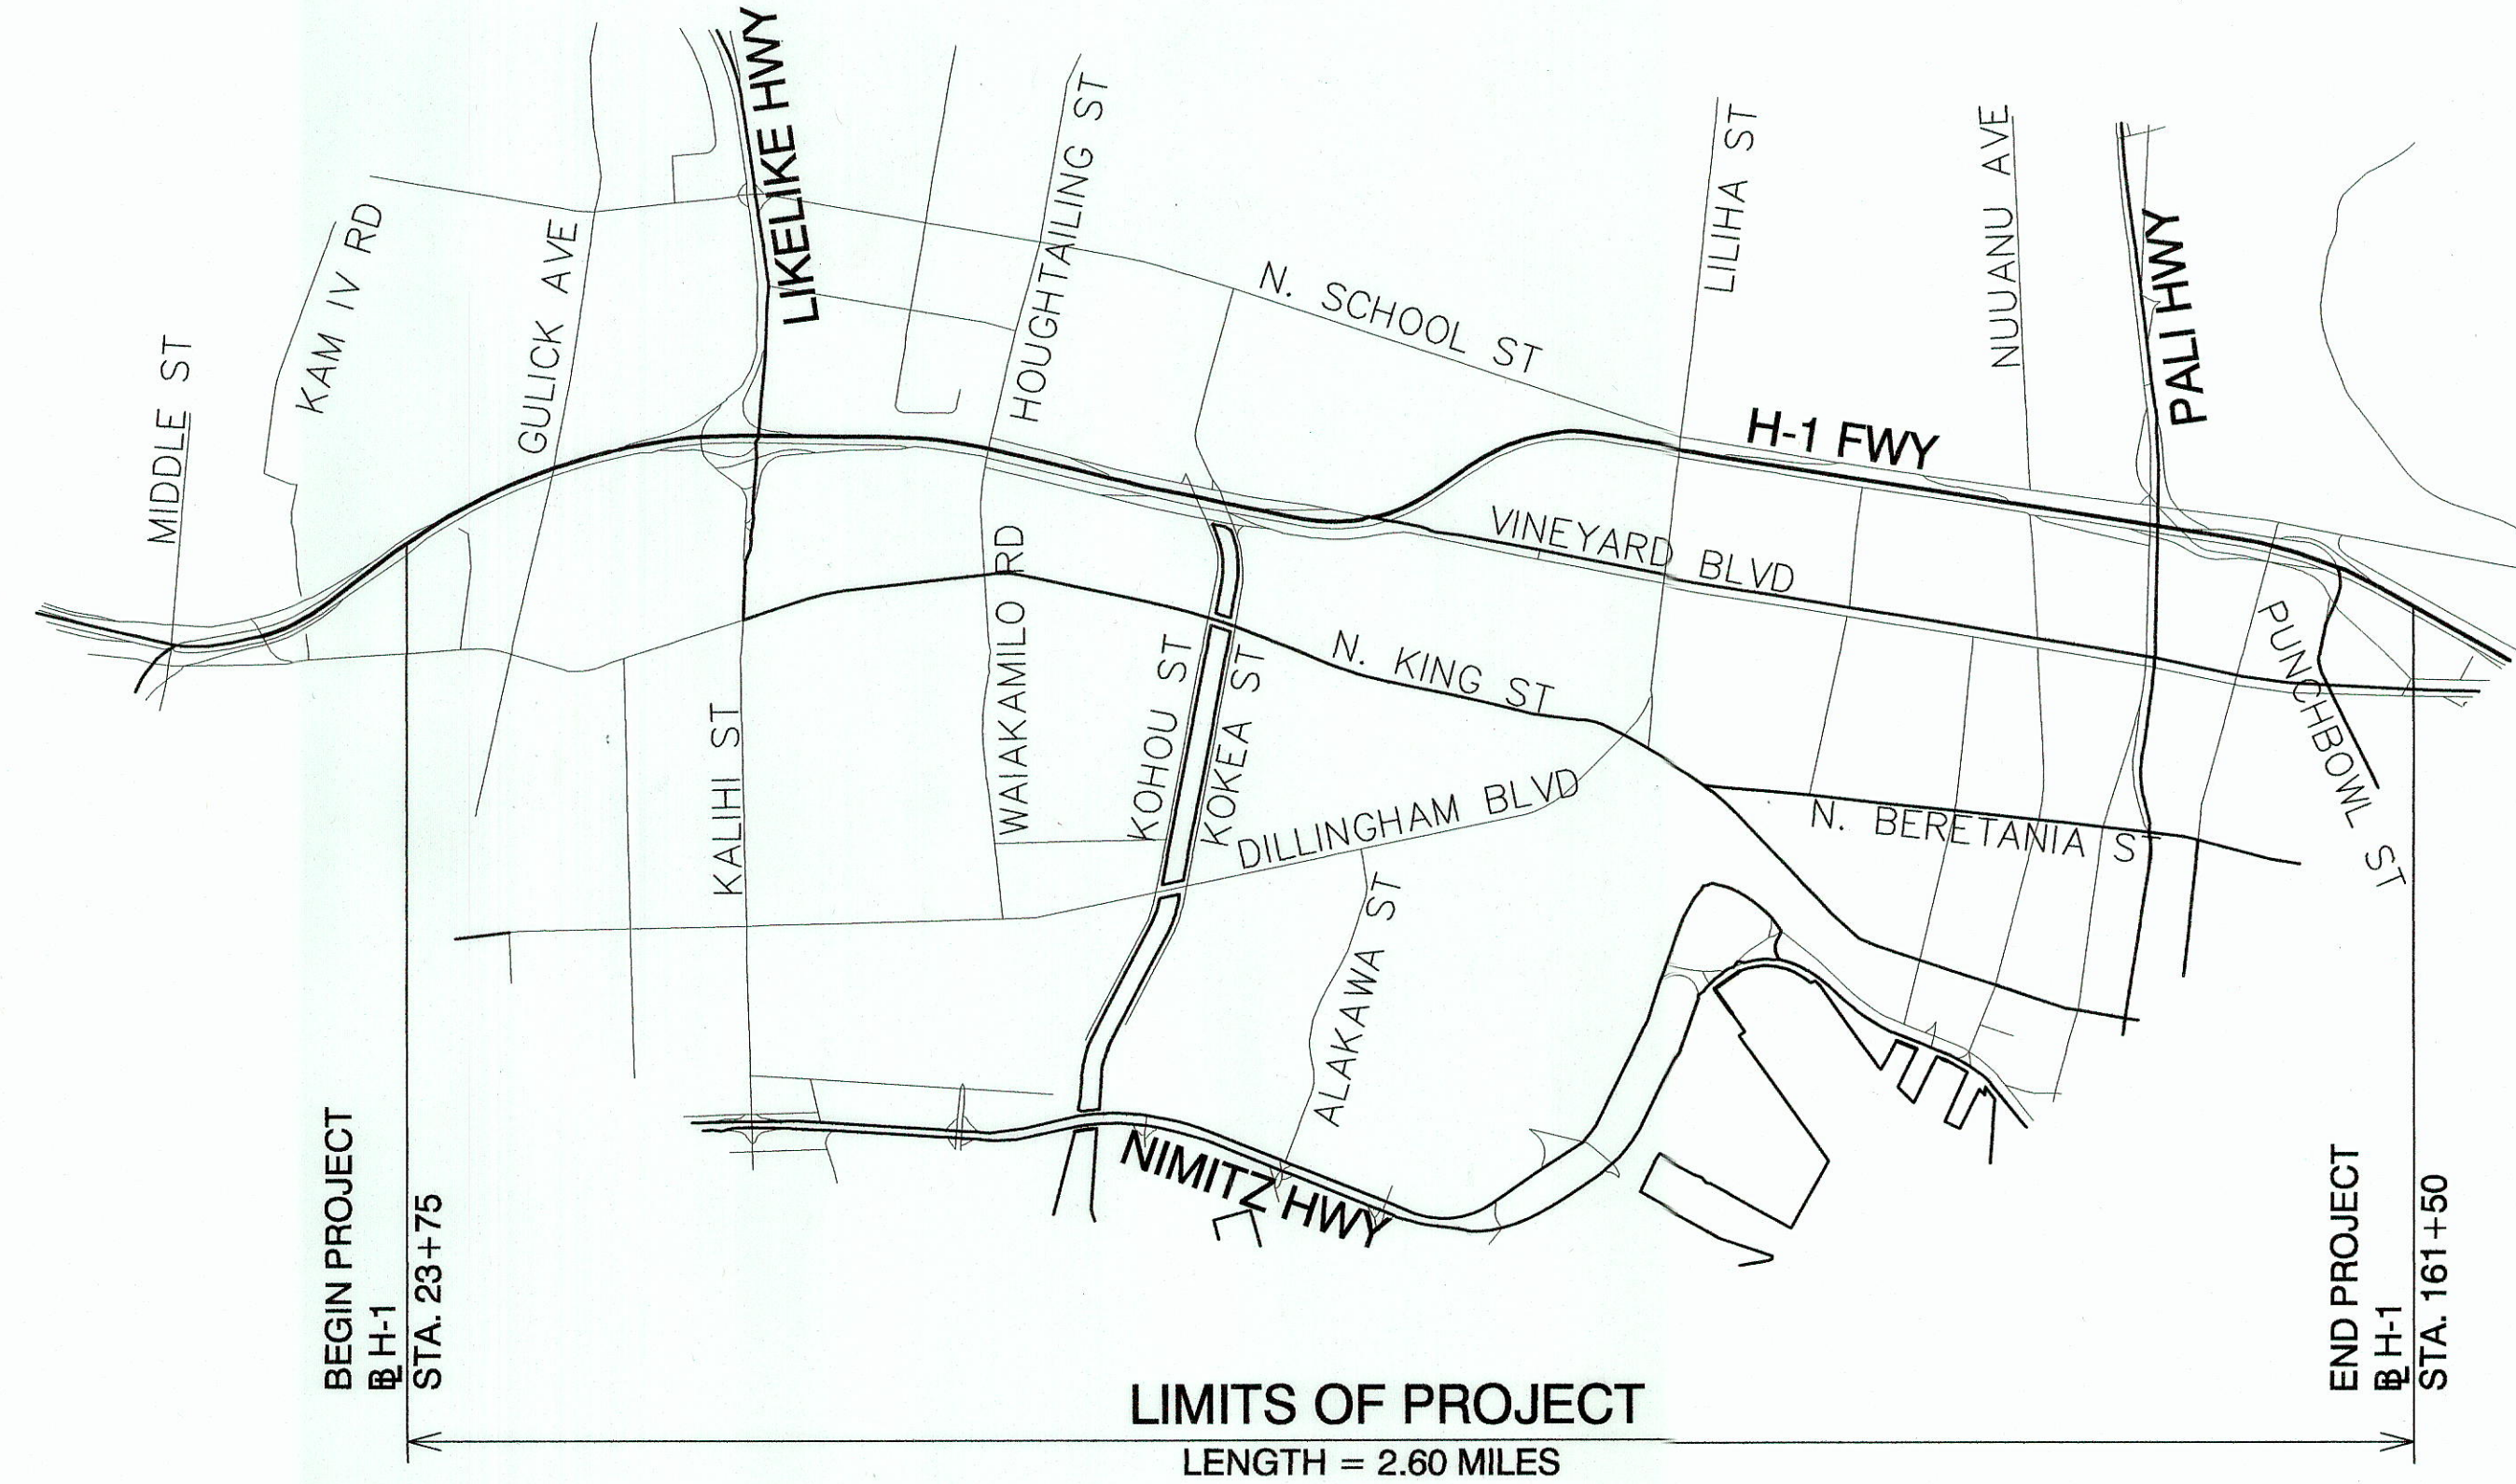 LIKELIKE HWY
HOUGHTAILING ST
LILIHA ST
NUUANU AVE
KAM IV RD
GULICK AVE
PALI HWY
N. SCHOOL ST
MIDDLE ST
H-1 FWY
VINEYARD BLVD
WAIAKAMILO RD
N. KING ST
PUNCHBOWL ST
KOHOU ST
KOKEA ST
KALIHI ST
DILLINGHAM BLVD
N. BERETANIA ST
ALAKAWA ST
NIMITZ HWY
BEGIN PROJECT
BL H-1
STA. 23+75
END PROJECT
BL H-1
STA. 161+50
LIMITS OF PROJECT
LENGTH = 2.60 MILES